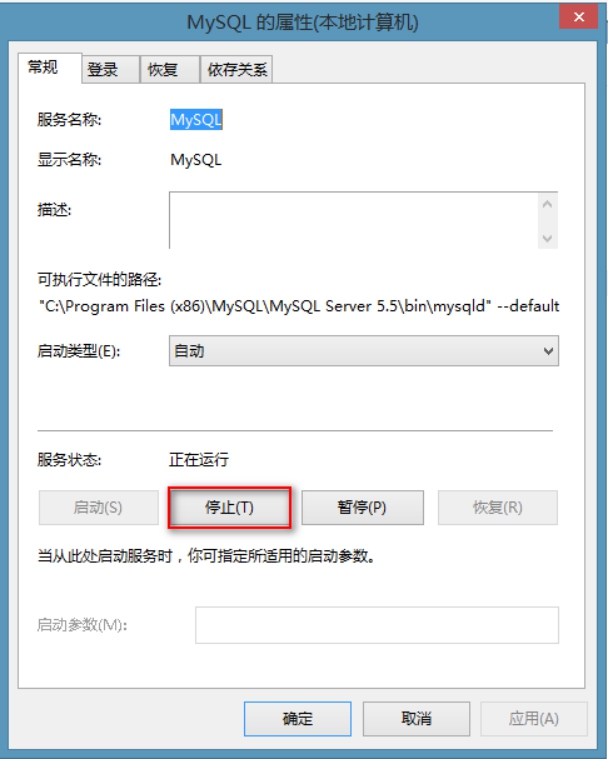 MySQL 的属性(本地计算机)
常规 登录 恢复 依存关系
服务名称: MySQL
显示名称: MySQL
描述:
可执行文件的路径:
"C:\Program Files (x86)\MySQL\MySQL Server 5.5\bin\mysqld" --default
启动类型(E): 自动
服务状态: 正在运行
启动(S) 停止(T) 暂停(P) 恢复(R)
当从此处启动服务时，你可指定所适用的启动参数。
启动参数(M):
确定 取消 应用(A)